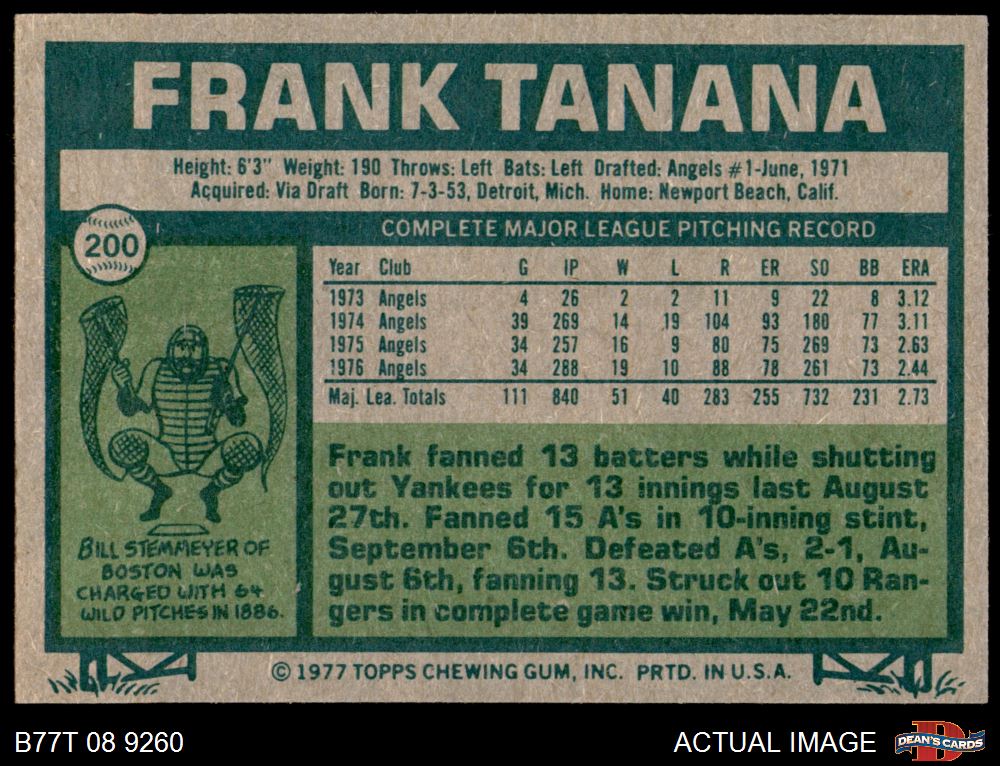 FRANK TANANA
Height: 6'3" Weight: 190 Throws: Left Bats: Left Drafted: Angels #1-June, 1971
Acquired: Via Draft Born: 7-3-53, Detroit, Mich. Home: Newport Beach, Calif.
200
COMPLETE MAJOR LEAGUE PITCHING RECORD
Year Club G IP W L R ER SO BB ERA
1973 Angels 4 26 2 2 11 9 22 8 3.12
1974 Angels 39 269 14 19 104 93 180 77 3.11
1975 Angels 34 257 16 9 80 75 269 73 2.63
1976 Angels 34 288 19 10 88 78 261 73 2.44
Maj. Lea. Totals 111 840 51 40 283 255 732 231 2.73
BILL STEMMEYER OF
BOSTON WAS
CHARGED WITH 64
WILD PITCHES IN 1886.
Frank fanned 13 batters while shutting
out Yankees for 13 innings last August
27th. Fanned 15 A's in 10-inning stint,
September 6th. Defeated A's, 2-1, Au-
gust 6th, fanning 13. Struck out 10 Ran-
gers in complete game win, May 22nd.
© 1977 TOPPS CHEWING GUM, INC. PRTD. IN U.S.A.
B77T 08 9260
ACTUAL IMAGE
DEAN'S CARDS